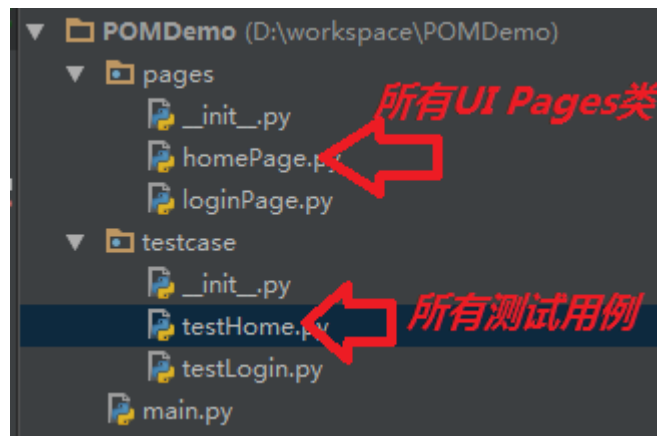 POMDemo (D:\workspace\POMDemo)
pages
所有UI Pages类
__init__.py
homePage.py
loginPage.py
testcase
__init__.py
testHome.py
所有测试用例
testLogin.py
main.py